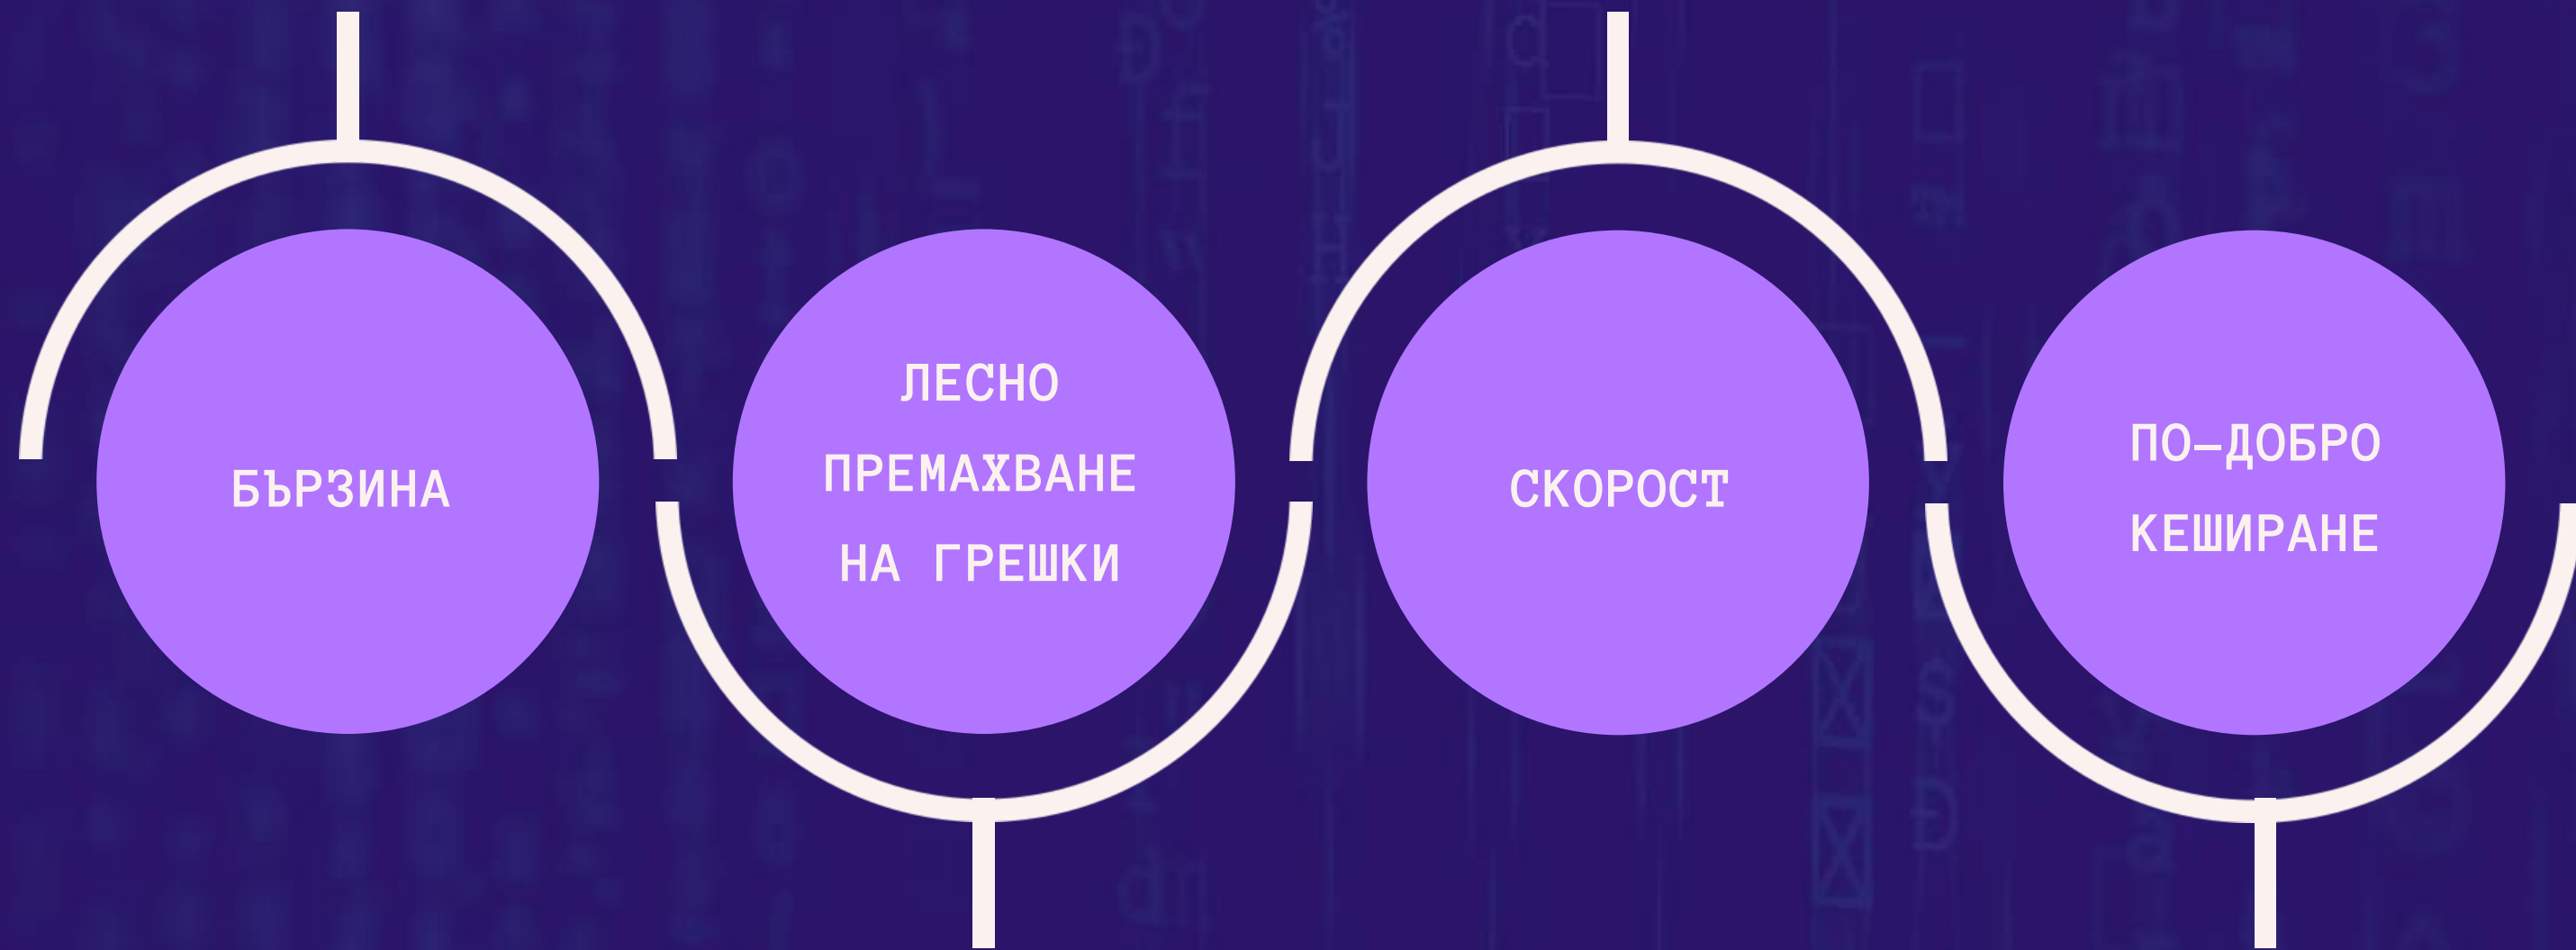 БЪРЗИНА
ЛЕСНО
ПРЕМАХВАНЕ
НА ГРЕШКИ
СКОРОСТ
ПО–ДОБРО
КЕШИРАНЕ